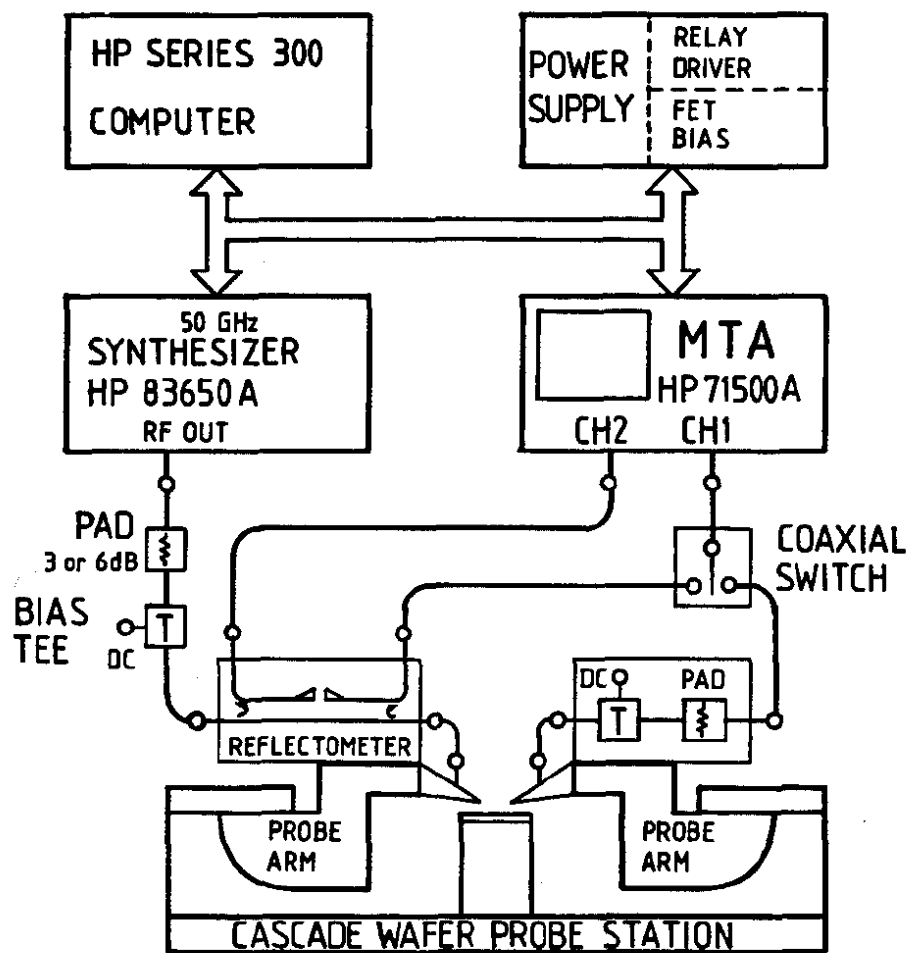 HP SERIES 300
COMPUTER
POWER
SUPPLY
RELAY
DRIVER
FET
BIAS
50 GHz
SYNTHESIZER
HP 83650A
RF OUT
MTA
HP 71500A
CH2
CH1
PAD
3 or 6dB
BIAS
TEE
T
DC
COAXIAL
SWITCH
REFLECTOMETER
DC
PAD
T
PROBE
ARM
PROBE
ARM
CASCADE WAFER PROBE STATION